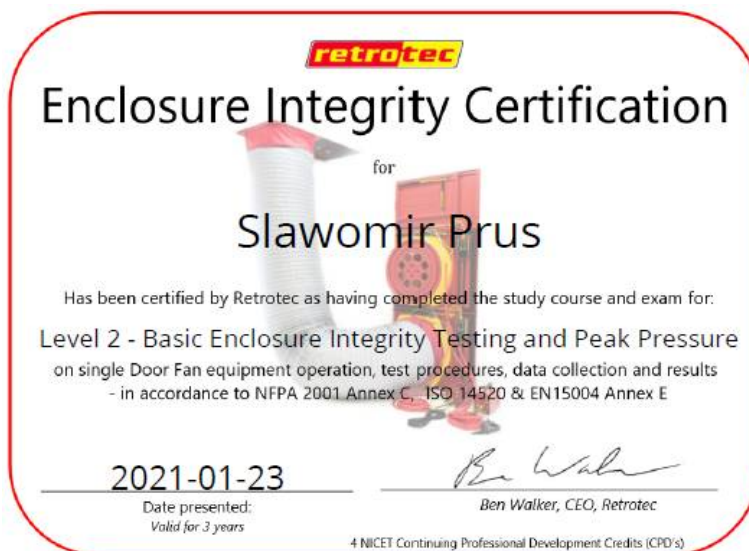 retrotec
Enclosure Integrity Certification
for
Slawomir Prus
Has been certified by Retrotec as having completed the study course and exam for:
Level 2 - Basic Enclosure Integrity Testing and Peak Pressure
on single Door Fan equipment operation, test procedures, data collection and results
- in accordance to NFPA 2001 Annex C, ISO 14520 & EN15004 Annex E
2021-01-23
Date presented:
Valid for 3 years
Ben Walker, CEO, Retrotec
4 NICET Continuing Professional Development Credits (CPD's)